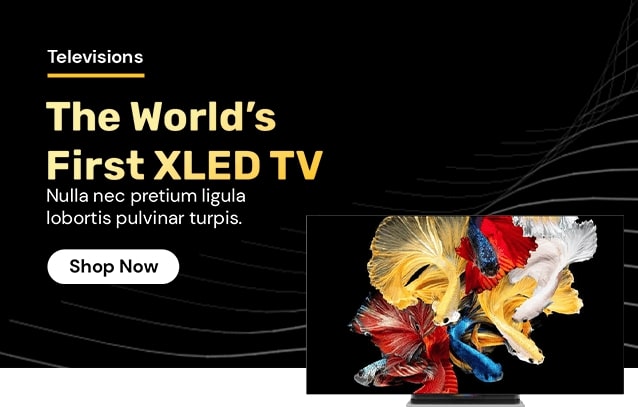 Televisions
The World’s
First XLED TV
Nulla nec pretium ligula
lobortis pulvinar turpis.
Shop Now